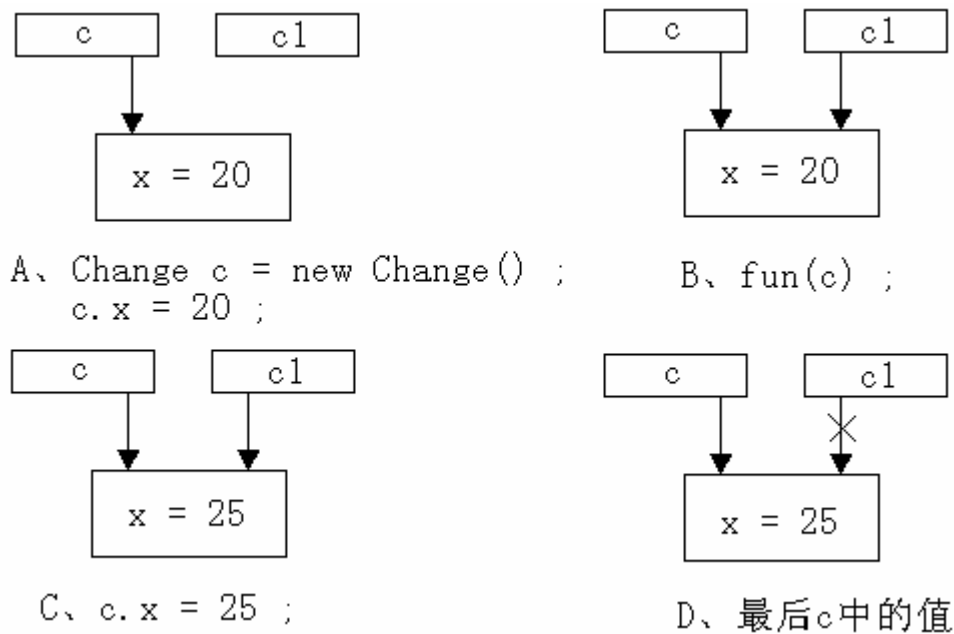 c c1
x = 20
A、Change c = new Change() ;
c.x = 20 ;
c c1
x = 20
B、fun(c) ;
c c1
x = 25
C、c.x = 25 ;
c c1
x = 25
D、最后c中的值